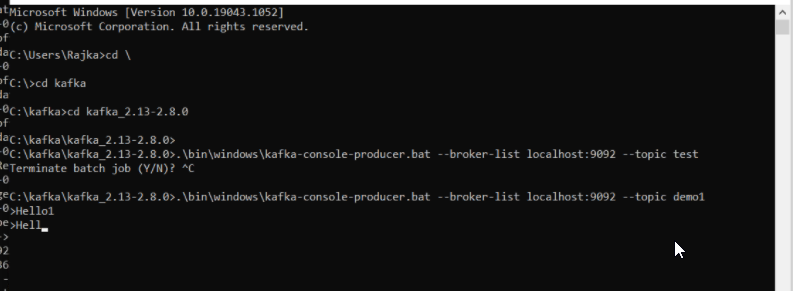 Microsoft Windows [Version 10.0.19043.1052]
(c) Microsoft Corporation. All rights reserved.
C:\Users\Rajka>cd \
C:\>cd kafka
C:\kafka>cd kafka_2.13-2.8.0
C:\kafka\kafka_2.13-2.8.0>
C:\kafka\kafka_2.13-2.8.0>.\bin\windows\kafka-console-producer.bat --broker-list localhost:9092 --topic test
Terminate batch job (Y/N)? ^C
C:\kafka\kafka_2.13-2.8.0>.\bin\windows\kafka-console-producer.bat --broker-list localhost:9092 --topic demo1
>Hello1
>Hell